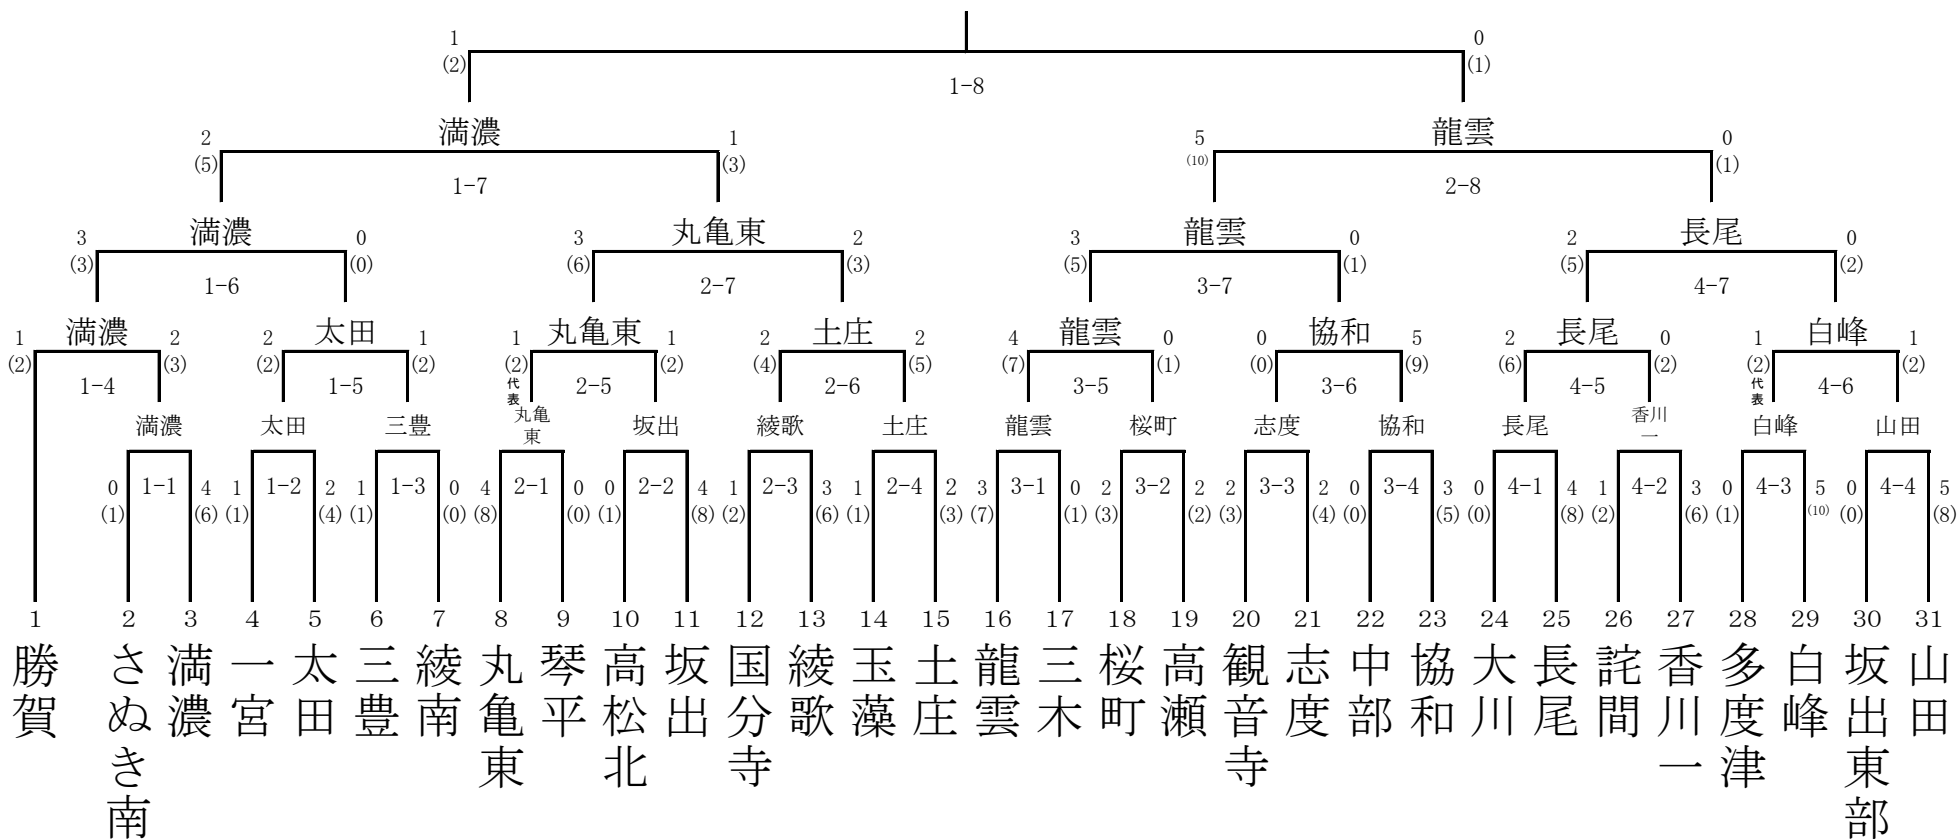 1 0
(2) (1)
1-8
満濃 龍雲
2 1 5 0
(5) (3) (10) (1)
1-7 2-8
満濃 丸亀東 龍雲 長尾
3 0 3 2 3 0 2 0
(3) (0) (6) (3) (5) (1) (5) (2)
1-6 2-7 3-7 4-7
満濃 太田 丸亀東 土庄 龍雲 協和 長尾 白峰
1 2 2 1 1 1 2 2 4 0 0 5 2 0 1 1
(2) (3) (2) (2) (2) (2) (4) (5) (7) (1) (0) (9) (6) (2) (2) (2)
代表 代表
1-4 1-5 2-5 2-6 3-5 3-6 4-5 4-6
満濃 太田 三豊 丸亀東 坂出 綾歌 土庄 龍雲 桜町 志度 協和 長尾 香川一 白峰 山田
1-1 1-2 1-3 2-1 2-2 2-3 2-4 3-1 3-2 3-3 3-4 4-1 4-2 4-3 4-4
0 4 1 2 1 0 4 0 0 4 1 3 1 2 3 0 2 2 2 2 0 3 0 4 1 3 0 5 0 5
(1) (6) (1) (4) (1) (0) (8) (0) (1) (8) (2) (6) (1) (3) (7) (1) (3) (2) (3) (4) (0) (5) (0) (8) (2) (6) (1) (10) (0) (8)
1 2 3 4 5 6 7 8 9 10 11 12 13 14 15 16 17 18 19 20 21 22 23 24 25 26 27 28 29 30 31
勝賀
さぬき南
満濃
一宮
太田
三豊
綾南
丸亀東
琴平
高松北
坂出
国分寺
綾歌
玉藻
土庄
龍雲
三木
桜町
高瀬
観音寺
志度
中部
協和
大川
長尾
詫間
香川一
多度津
白峰
坂出東部
山田